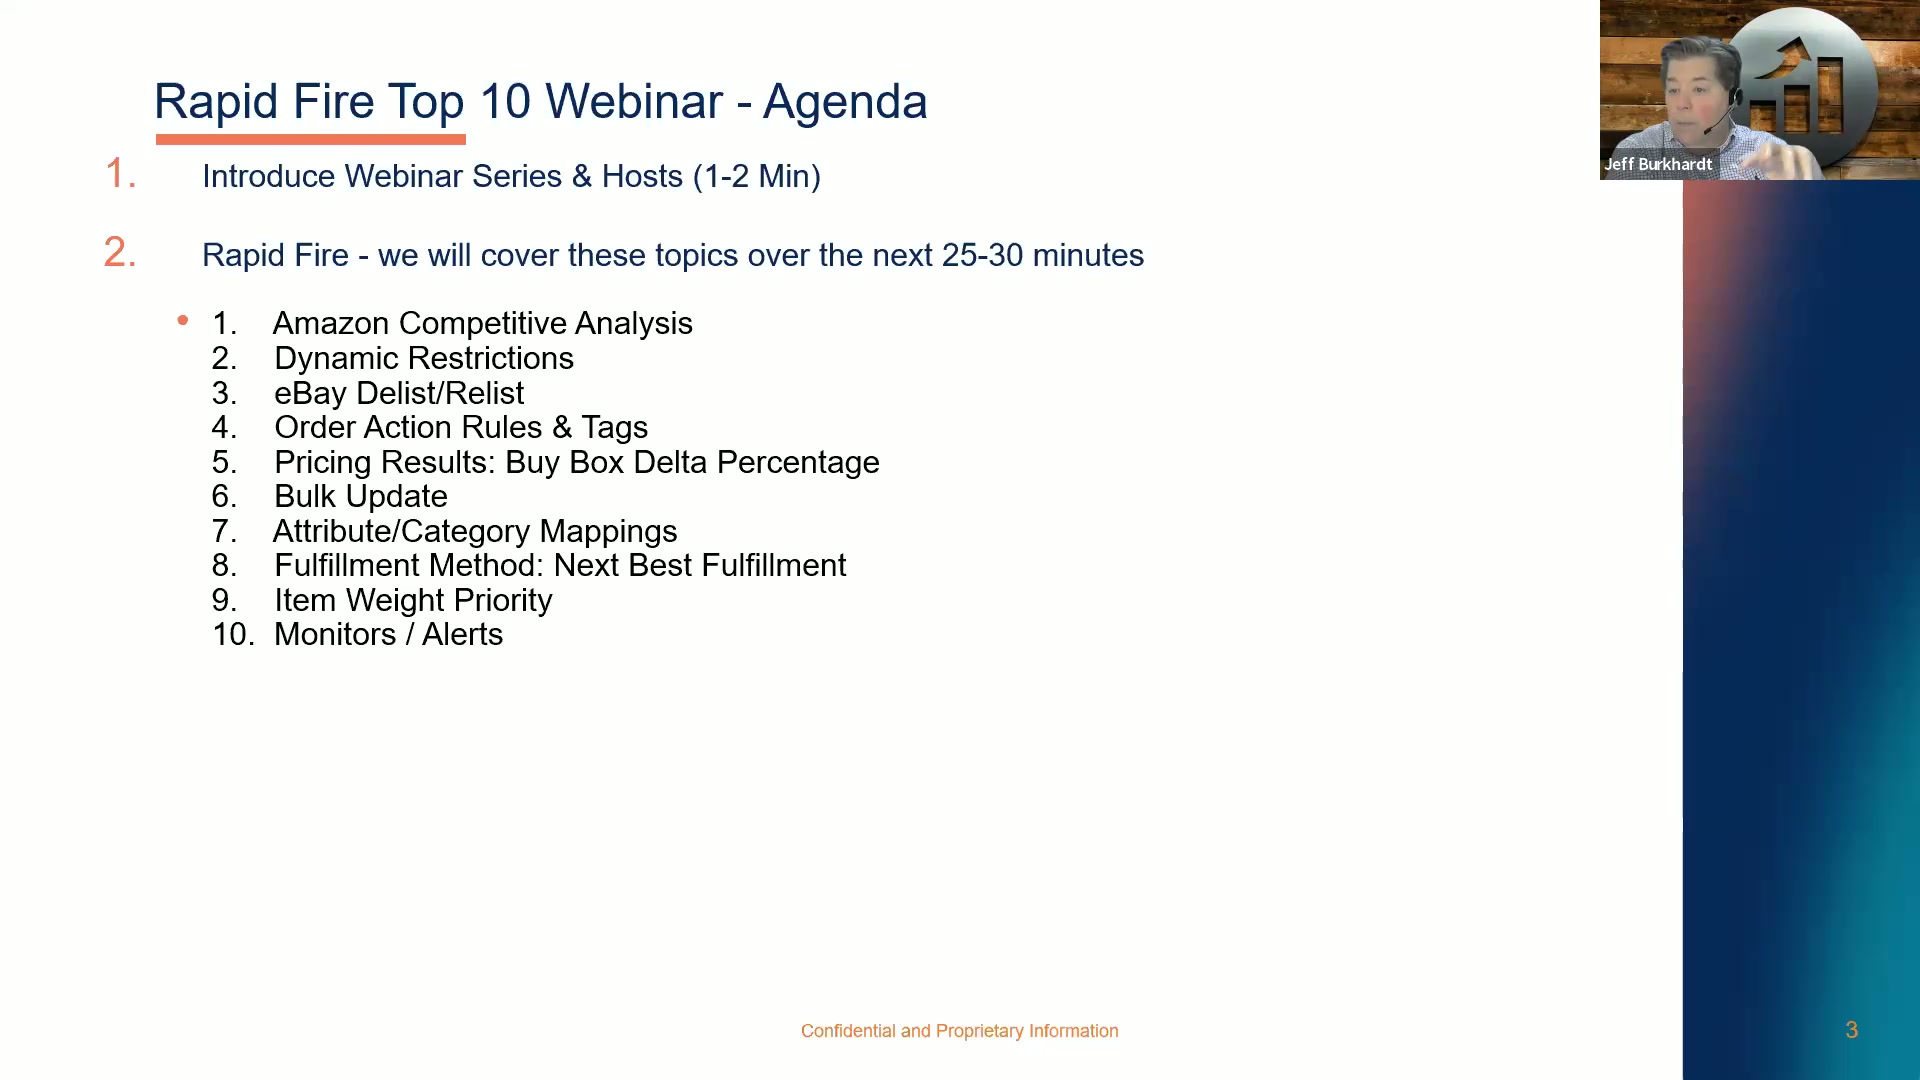 Rapid Fire Top 10 Webinar - Agenda
1. Introduce Webinar Series & Hosts (1-2 Min)
2. Rapid Fire - we will cover these topics over the next 25-30 minutes
• 1. Amazon Competitive Analysis
2. Dynamic Restrictions
3. eBay Delist/Relist
4. Order Action Rules & Tags
5. Pricing Results: Buy Box Delta Percentage
6. Bulk Update
7. Attribute/Category Mappings
8. Fulfillment Method: Next Best Fulfillment
9. Item Weight Priority
10. Monitors / Alerts
Jeff Burkhardt
Confidential and Proprietary Information
3